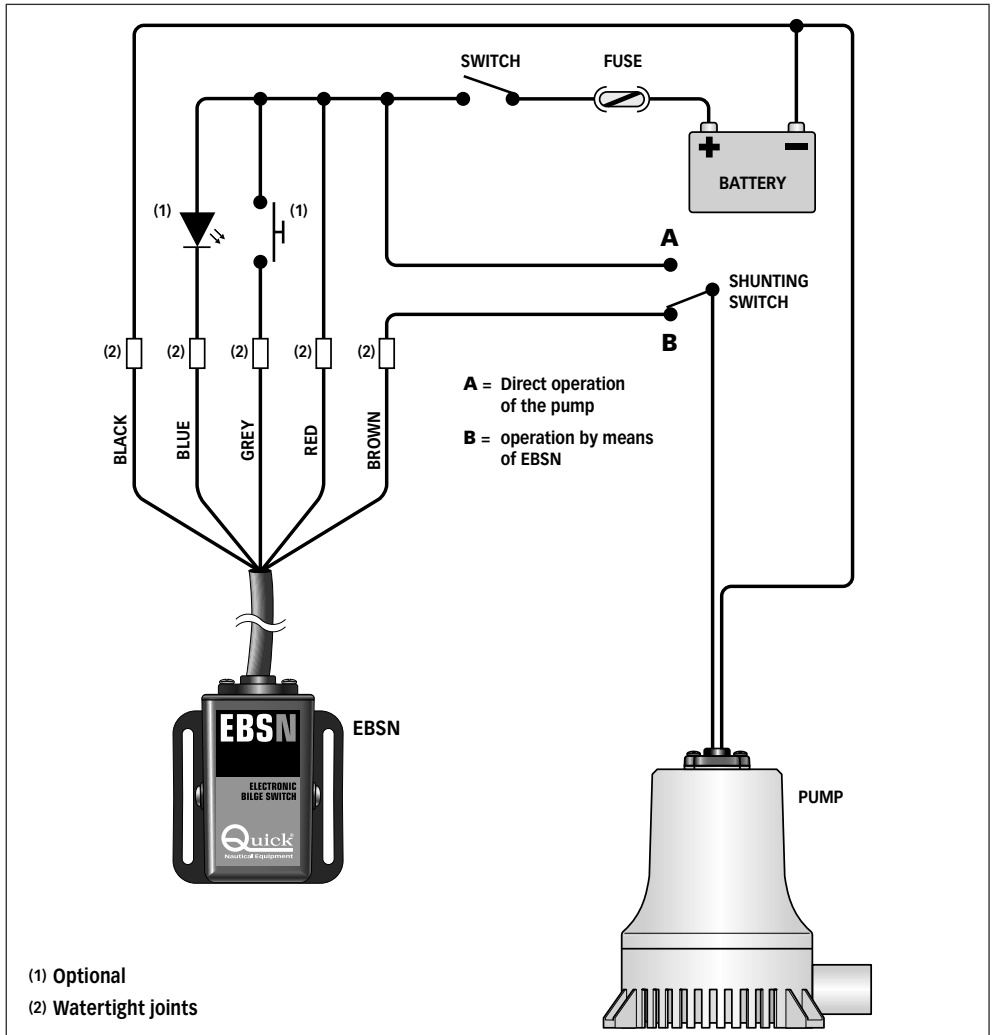 SWITCH
FUSE
+ −
BATTERY
(1)
(1)
A
SHUNTING
SWITCH
B
(2)
(2)
(2)
(2)
(2)
A = Direct operation
of the pump
B = operation by means
of EBSN
BLACK
BLUE
GREY
RED
BROWN
EBSN
EBSN
ELECTRONIC
BILGE SWITCH
Quick®
Nautical Equipment
PUMP
(1) Optional
(2) Watertight joints